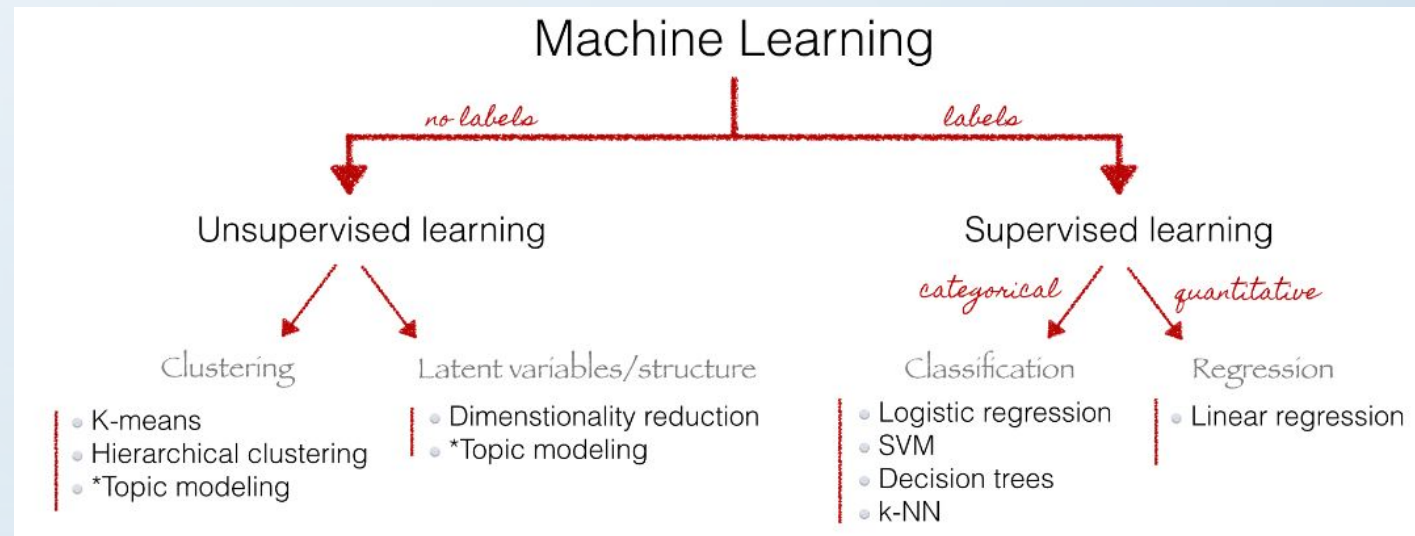 Machine Learning
no labels
labels
Unsupervised learning
Supervised learning
categorical
quantitative
Clustering
Latent variables/structure
Classification
Regression
K-means
Hierarchical clustering
*Topic modeling
Dimenstionality reduction
*Topic modeling
Logistic regression
SVM
Decision trees
k-NN
Linear regression